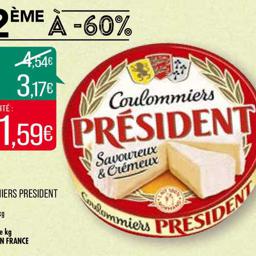 2ÈME À -60%
4,54€
3,17€
ITÉ :
1,59€
Coulommiers
PRÉSIDENT
Savoureux
& Crémeux
Coulommiers PRÉSIDENT
IERS PRESIDENT
kg
e kg
N FRANCE